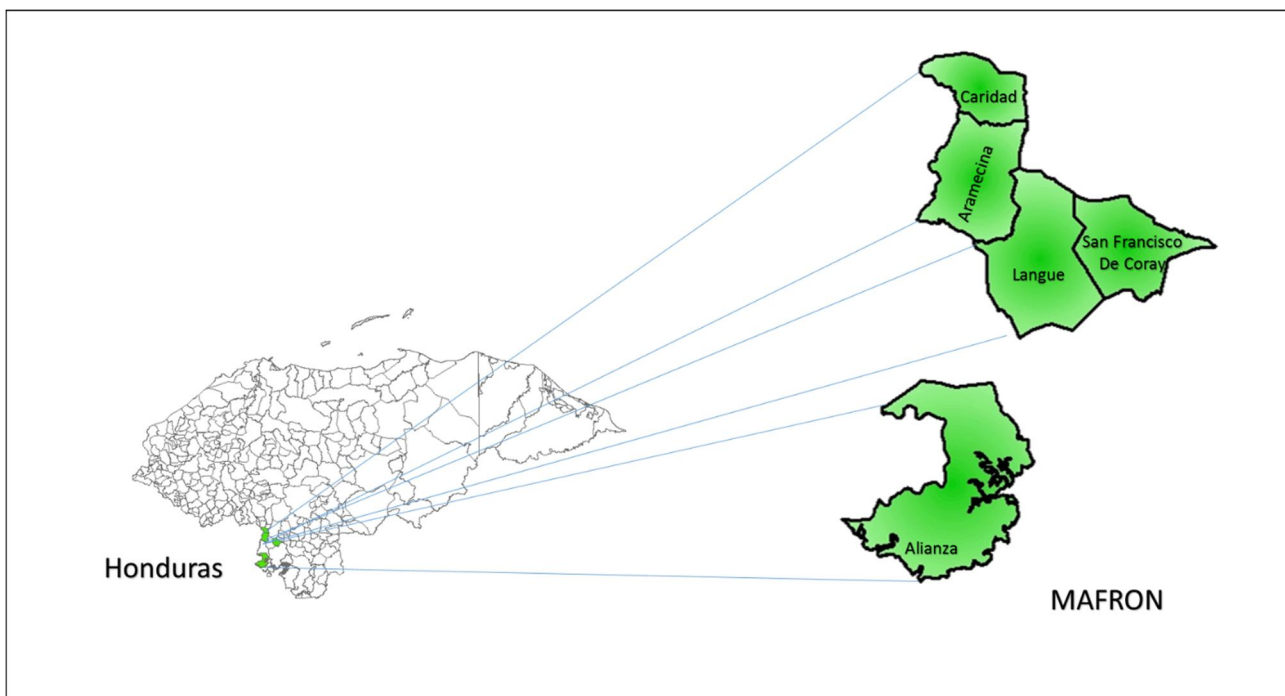 Caridad
Aramecina
San Francisco
De Coray
Langue
Alianza
Honduras
MAFRON